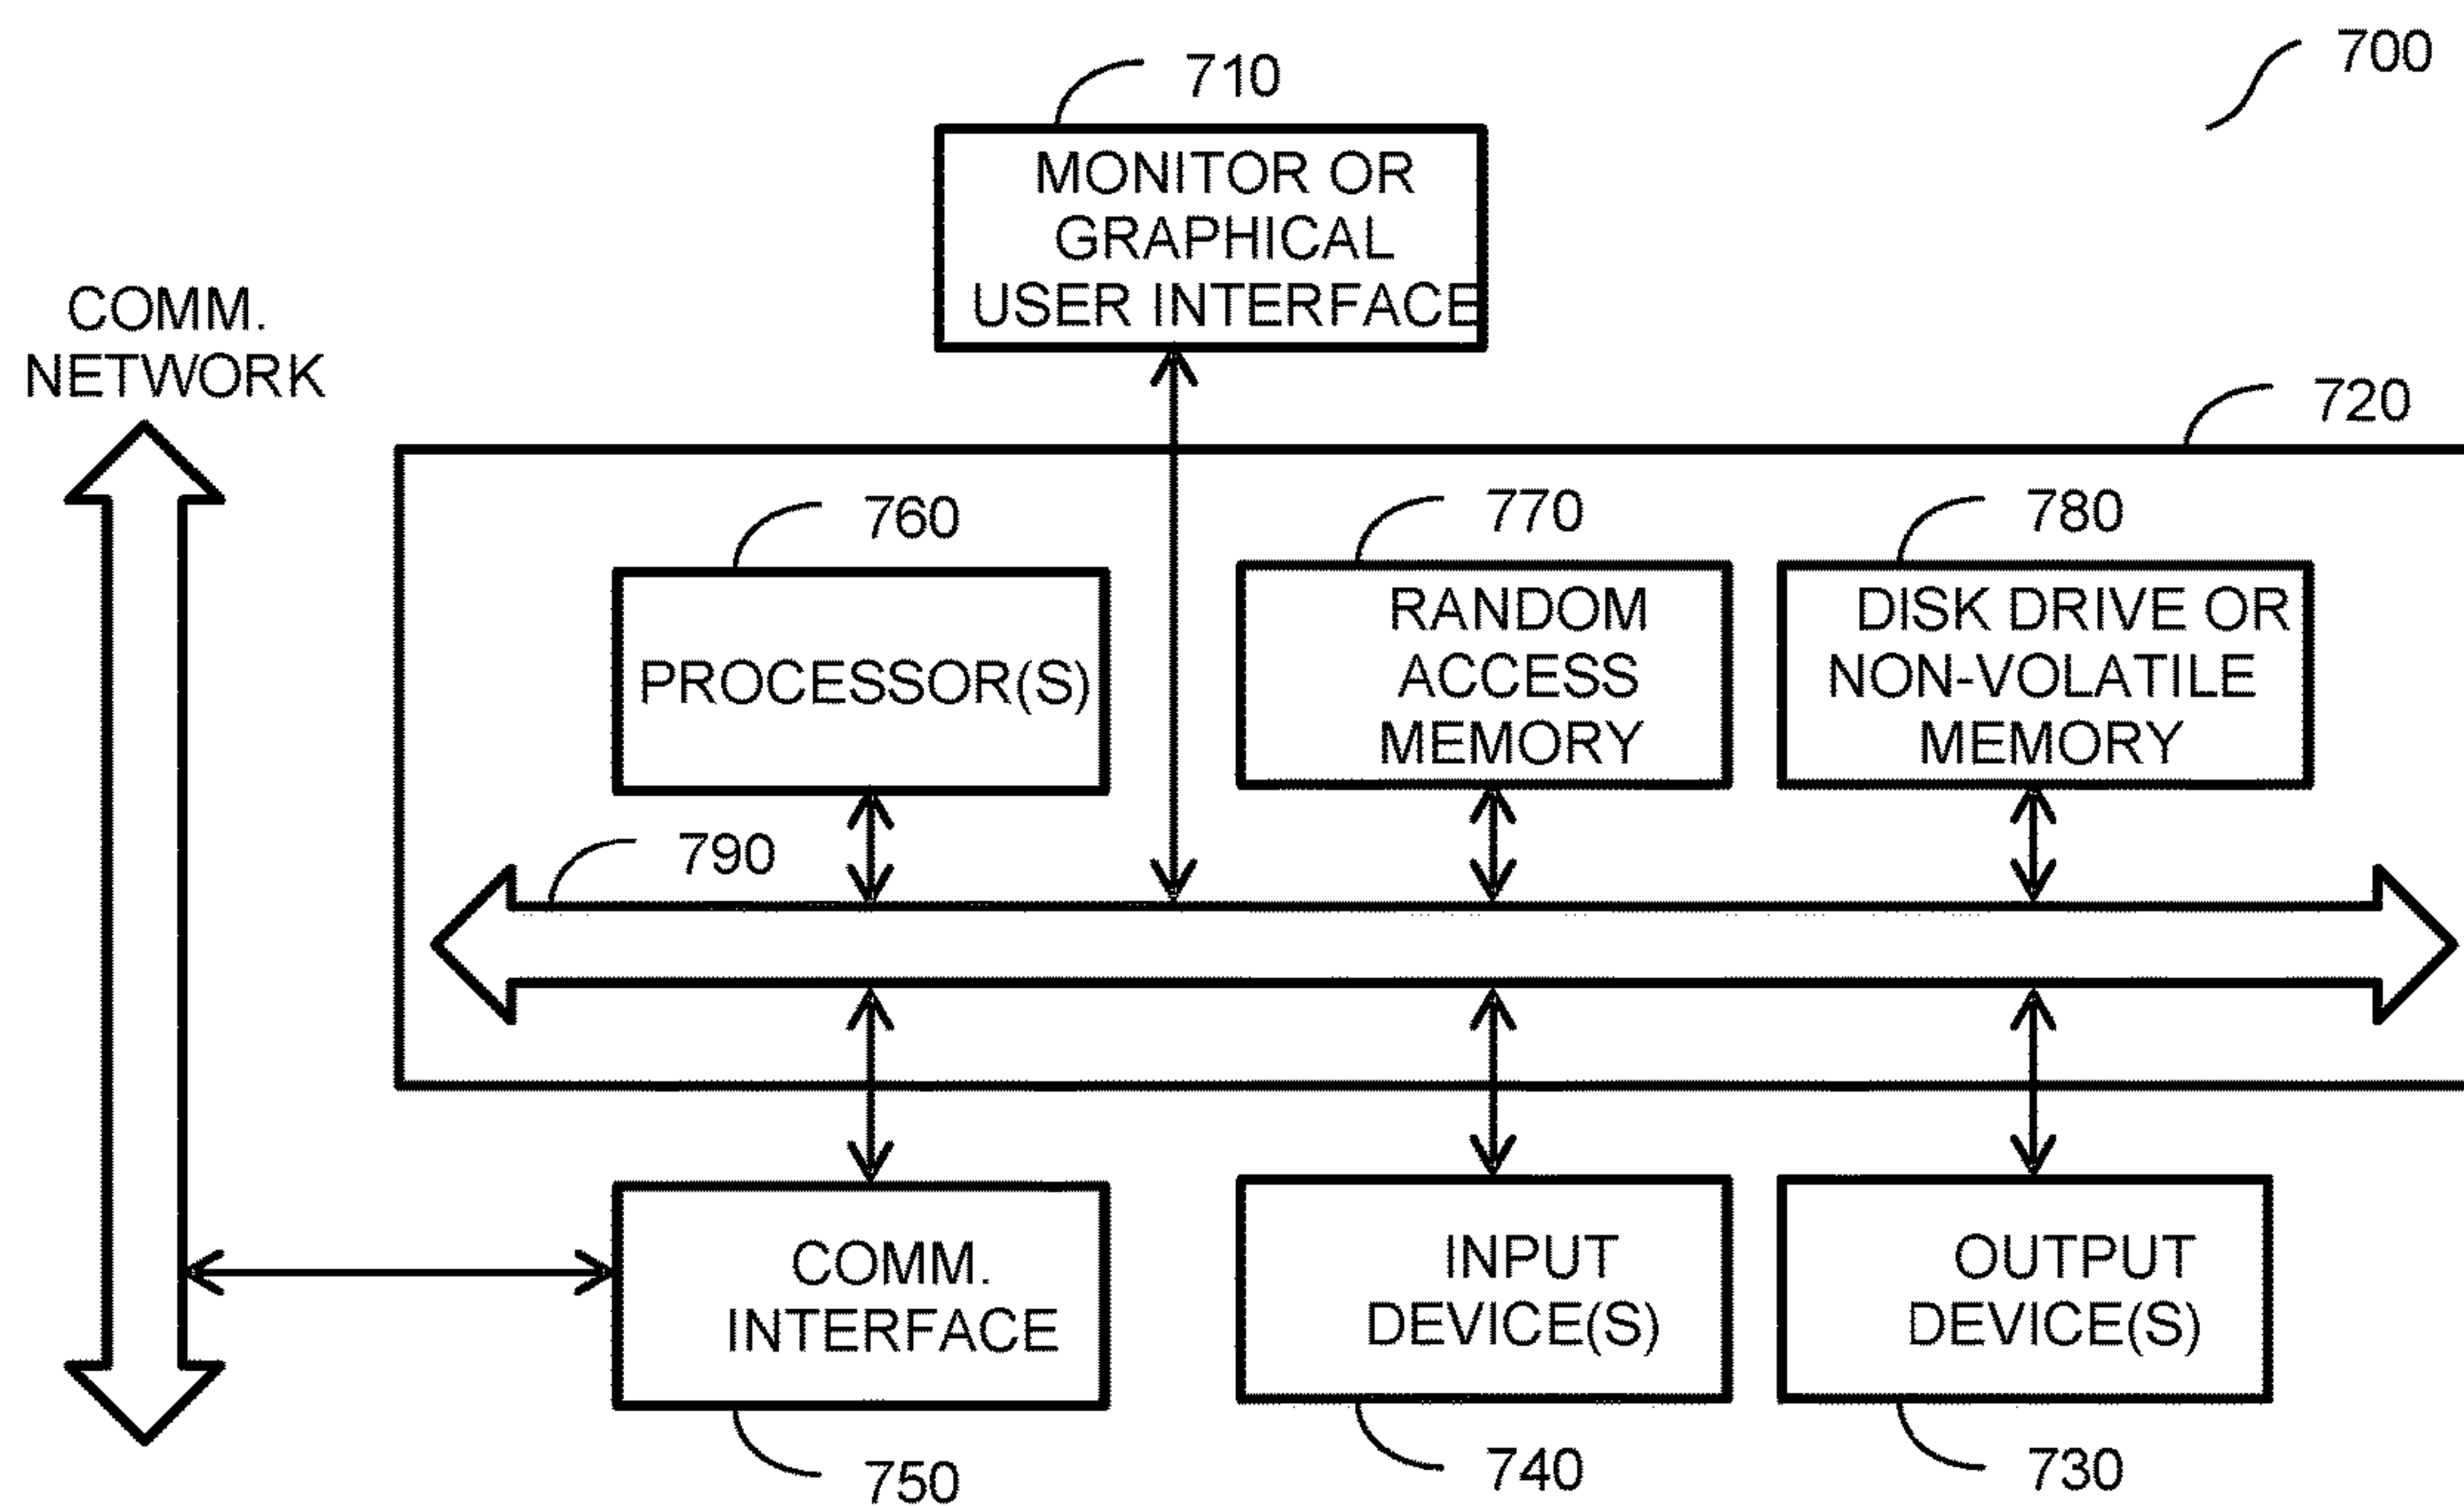 700
710
MONITOR OR
GRAPHICAL
USER INTERFACE
COMM.
NETWORK
720
760
770
780
PROCESSOR(S)
RANDOM
ACCESS
MEMORY
DISK DRIVE OR
NON-VOLATILE
MEMORY
790
COMM.
INTERFACE
INPUT
DEVICE(S)
OUTPUT
DEVICE(S)
750
740
730